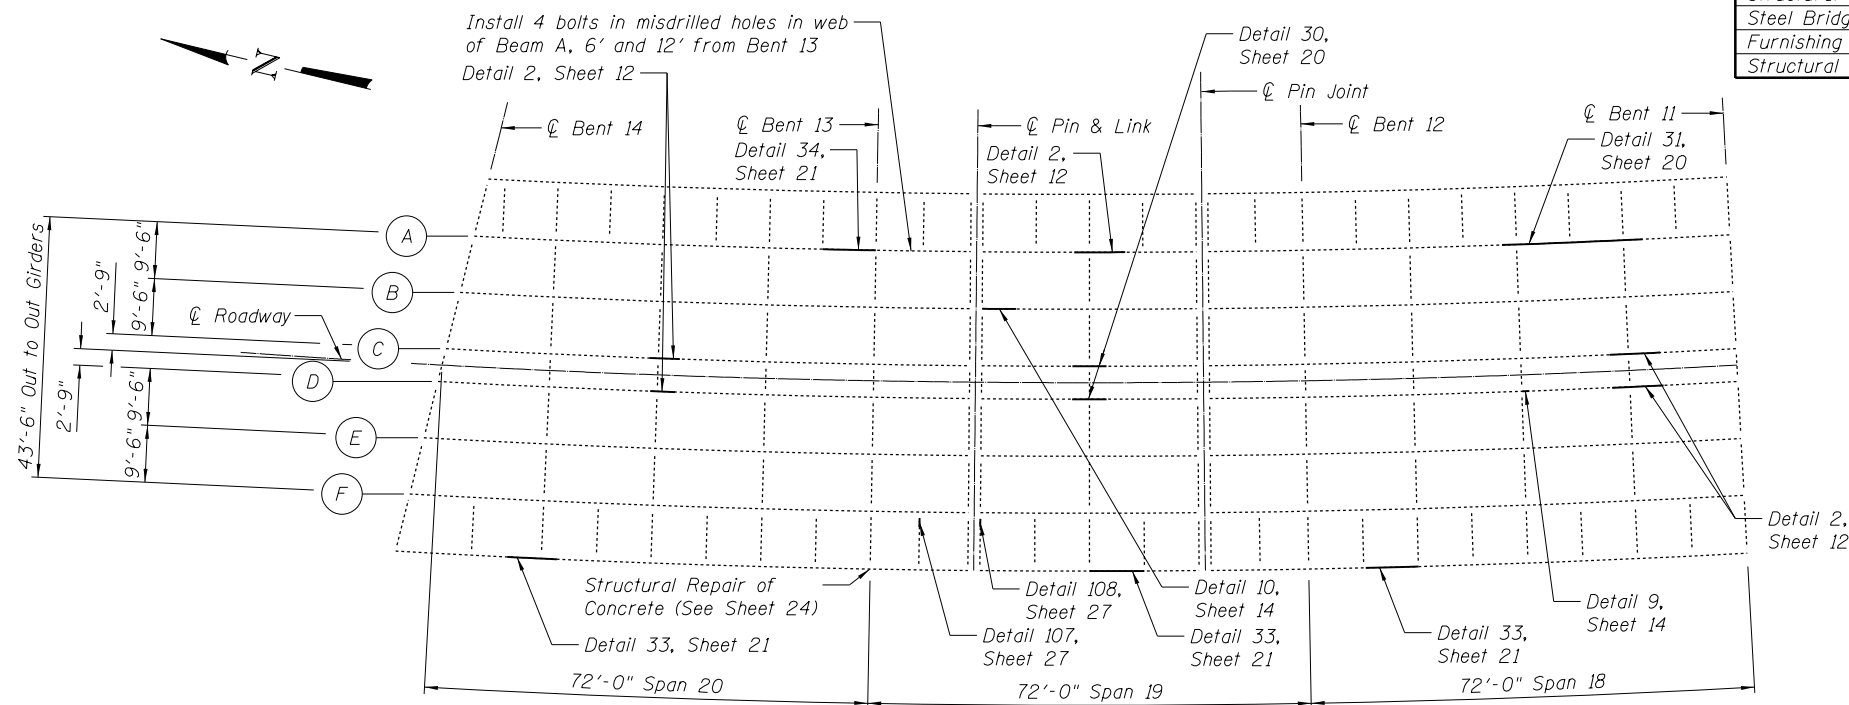 Install 4 bolts in misdrilled holes in web
of Beam A, 6' and 12' from Bent 13
Detail 2, Sheet 12
Detail 30,
Sheet 20
Steel Bridg
Furnishing
Structural
N
℄ Pin Joint
℄ Bent 14
℄ Bent 13
Detail 34,
Sheet 21
℄ Pin & Link
Detail 2,
Sheet 12
℄ Bent 12
℄ Bent 11
Detail 31,
Sheet 20
A
B
C
D
E
F
43'-6" Out to Out Girders
9'-6"
9'-6"
2'-9"
2'-9"
9'-6"
9'-6"
℄ Roadway
Detail 2,
Sheet 12
Structural Repair of
Concrete (See Sheet 24)
Detail 33, Sheet 21
Detail 108,
Sheet 27
Detail 107,
Sheet 27
Detail 10,
Sheet 14
Detail 33,
Sheet 21
Detail 9,
Sheet 14
Detail 33,
Sheet 21
72'-0" Span 20
72'-0" Span 19
72'-0" Span 18